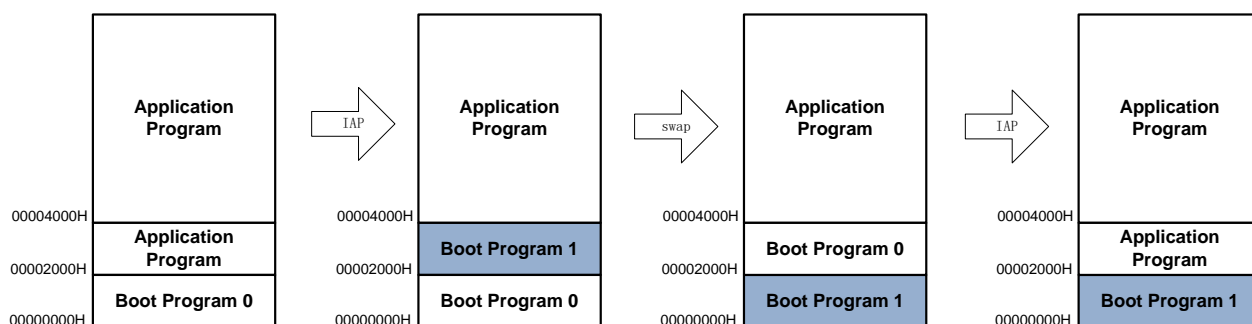 Application
Program
00004000H
Application
Program
00002000H
Boot Program 0
00000000H
IAP
Application
Program
00004000H
Boot Program 1
00002000H
Boot Program 0
00000000H
swap
Application
Program
00004000H
Boot Program 0
00002000H
Boot Program 1
00000000H
IAP
Application
Program
00004000H
Application
Program
00002000H
Boot Program 1
00000000H